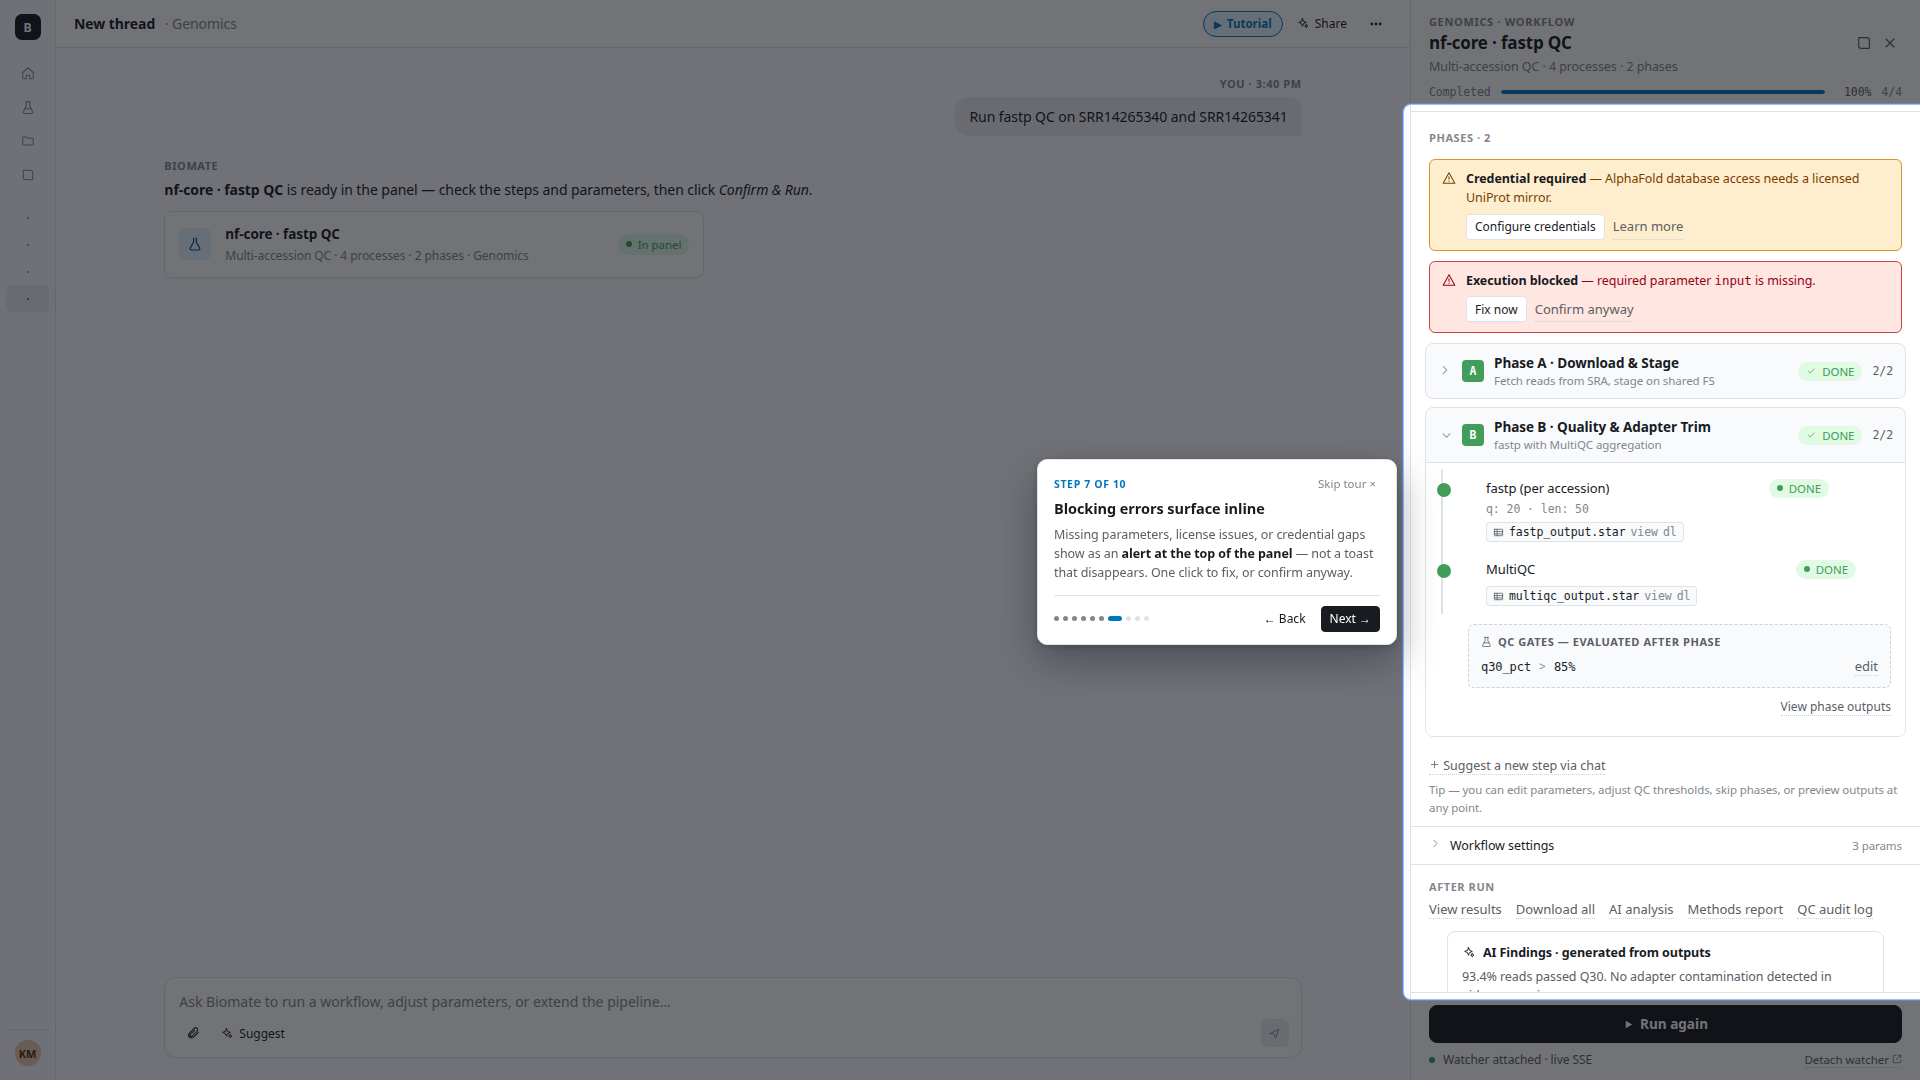 B
New thread · Genomics
Tutorial
Share
YOU · 3:40 PM
Run fastp QC on SRR14265340 and SRR14265341
BIOMATE
nf-core · fastp QC is ready in the panel — check the steps and parameters, then click Confirm & Run.
nf-core · fastp QC
Multi-accession QC · 4 processes · 2 phases · Genomics
In panel
STEP 7 OF 10
Skip tour ×
Blocking errors surface inline
Missing parameters, license issues, or credential gaps
show as an alert at the top of the panel — not a toast
that disappears. One click to fix, or confirm anyway.
← Back
Next →
Ask Biomate to run a workflow, adjust parameters, or extend the pipeline...
Suggest
KM
GENOMICS · WORKFLOW
nf-core · fastp QC
Multi-accession QC · 4 processes · 2 phases
Completed
100% 4/4
PHASES · 2
Credential required — AlphaFold database access needs a licensed
UniProt mirror.
Configure credentials
Learn more
Execution blocked — required parameter input is missing.
Fix now
Confirm anyway
A
Phase A · Download & Stage
Fetch reads from SRA, stage on shared FS
DONE
2/2
B
Phase B · Quality & Adapter Trim
fastp with MultiQC aggregation
DONE
2/2
fastp (per accession)
DONE
q: 20 · len: 50
fastp_output.star view dl
MultiQC
DONE
multiqc_output.star view dl
QC GATES — EVALUATED AFTER PHASE
q30_pct > 85%
edit
View phase outputs
+ Suggest a new step via chat
Tip — you can edit parameters, adjust QC thresholds, skip phases, or preview outputs at
any point.
Workflow settings
3 params
AFTER RUN
View results
Download all
AI analysis
Methods report
QC audit log
AI Findings · generated from outputs
93.4% reads passed Q30. No adapter contamination detected in
Run again
Watcher attached · live SSE
Detach watcher